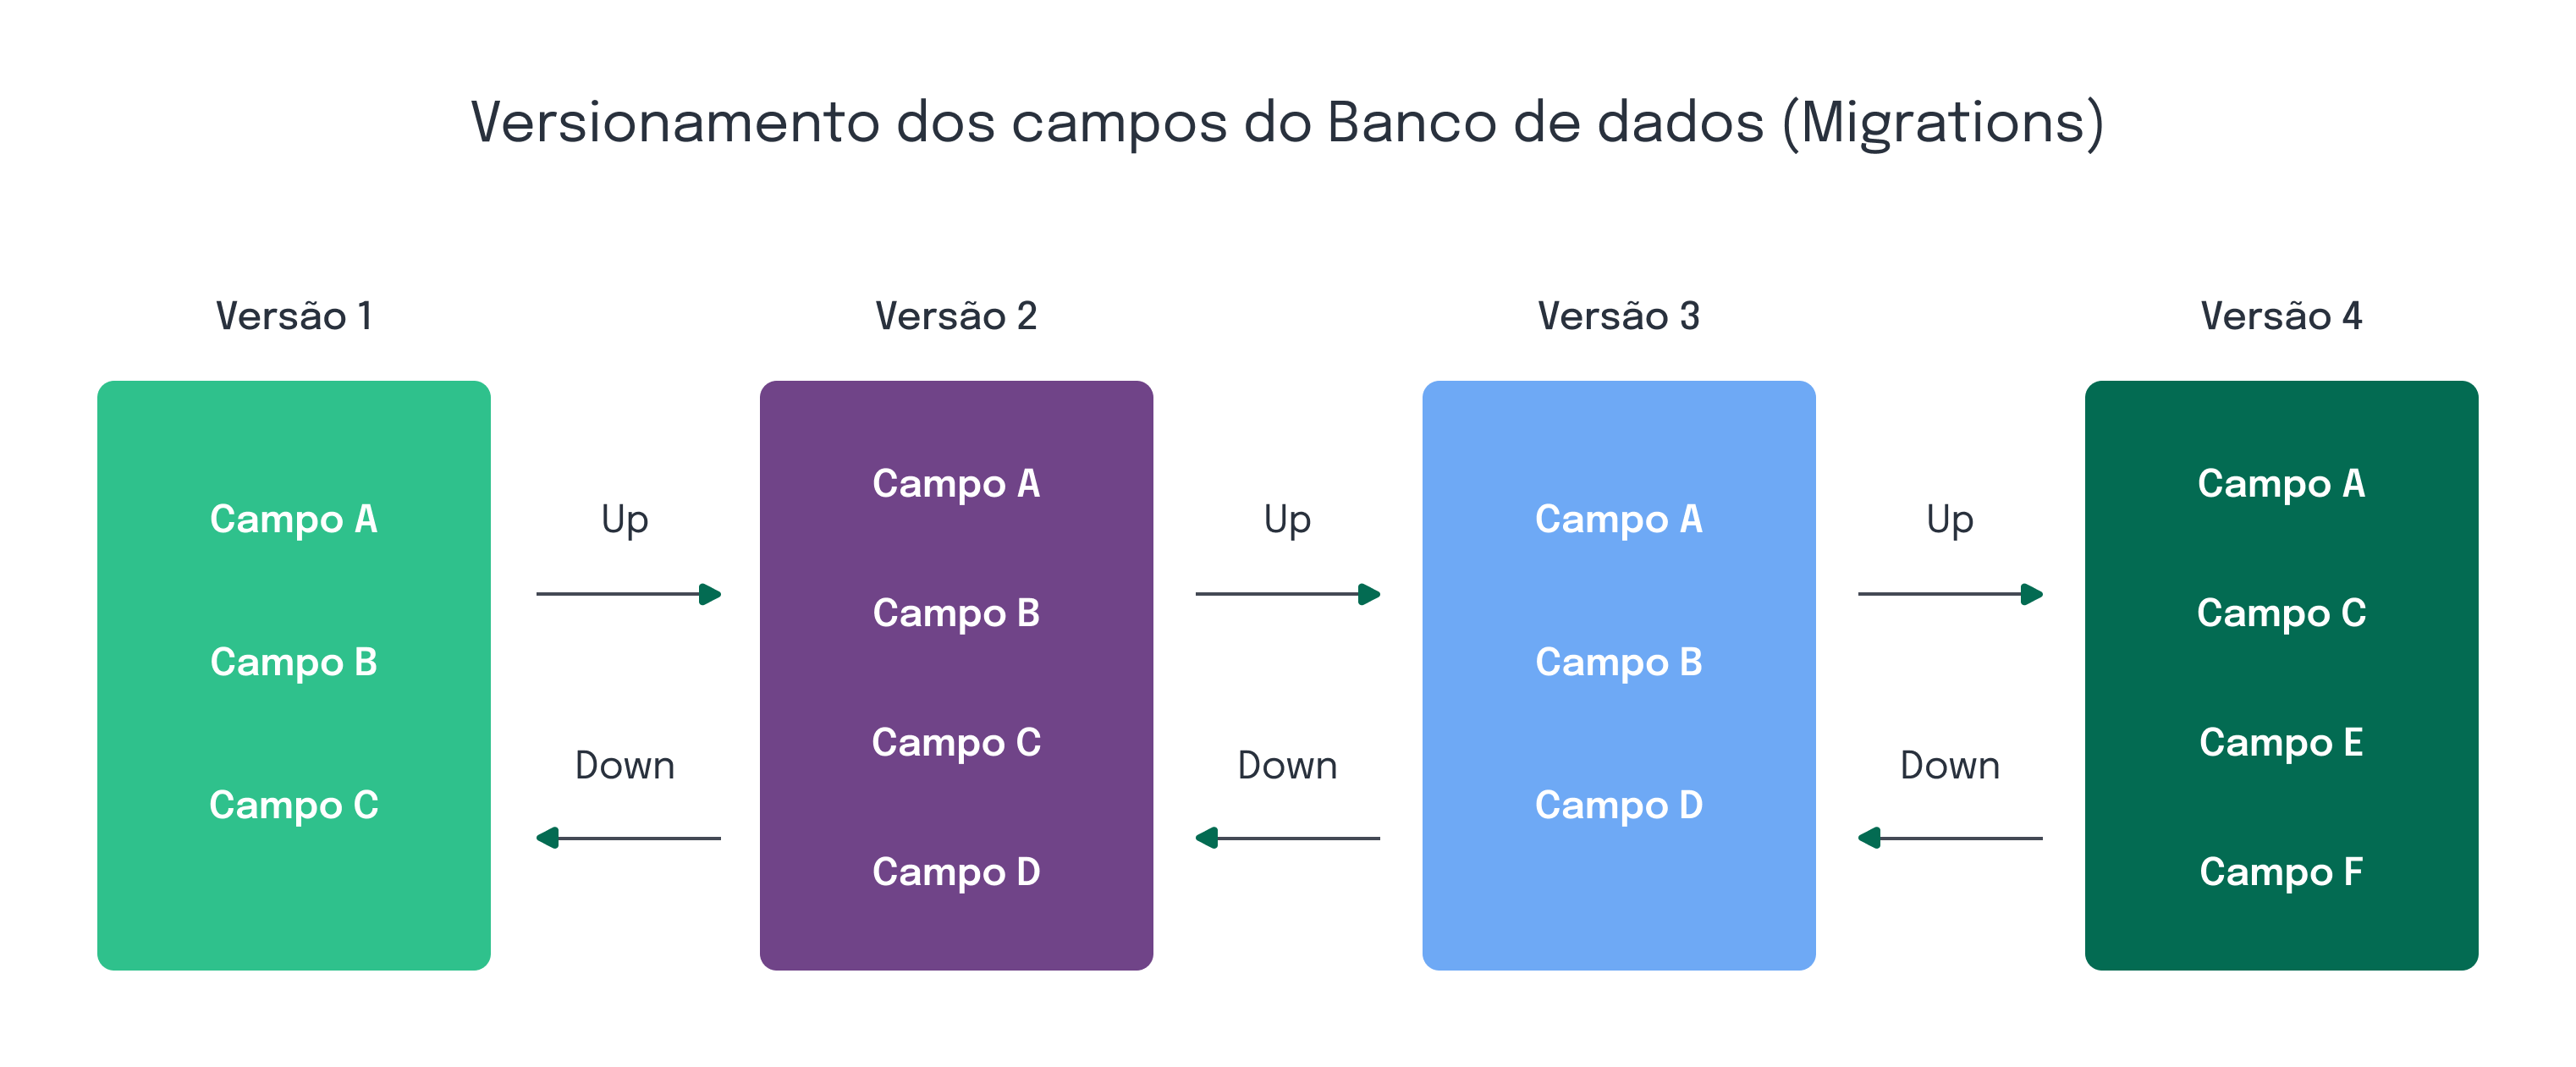 Versionamento dos campos do Banco de dados (Migrations)
Versão 1
Campo A
Campo B
Campo C
Up
Down
Versão 2
Campo A
Campo B
Campo C
Campo D
Up
Down
Versão 3
Campo A
Campo B
Campo D
Up
Down
Versão 4
Campo A
Campo C
Campo E
Campo F